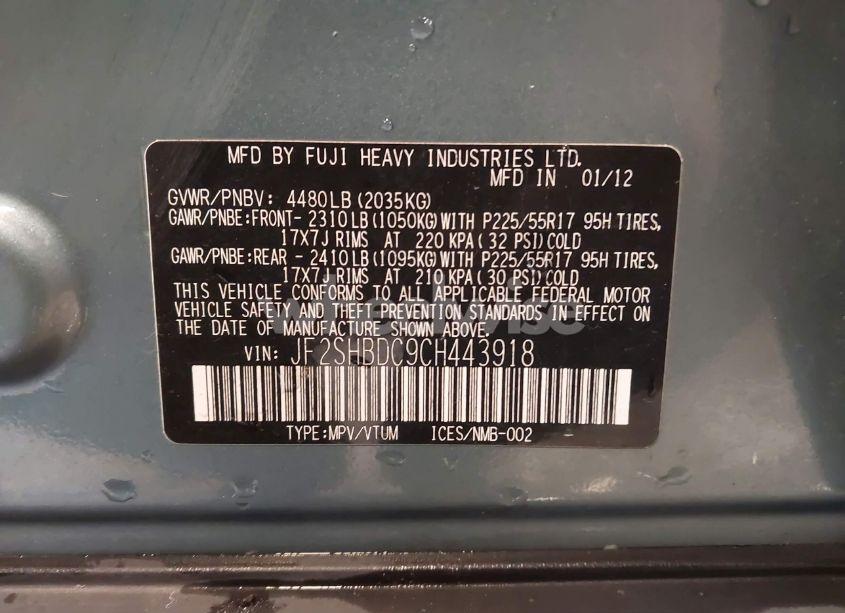 MFD BY FUJI HEAVY INDUSTRIES LTD.
MFD IN 01/12
GVWR/PNBV: 4480LB(2035KG)
GAWR/PNBE:FRONT- 2310LB(1050KG)WITH P225/55R17 95H TIRES,
17X7J RIMS AT 220 KPA( 32 PSI)COLD
GAWR/PNBE:REAR - 2410LB(1095KG)WITH P225/55R17 95H TIRES,
17X7J RIMS AT 210 KPA( 30 PSI)COLD
THIS VEHICLE CONFORMS TO ALL APPLICABLE FEDERAL MOTOR
VEHICLE SAFETY AND THEFT PREVENTION STANDARDS IN EFFECT ON
THE DATE OF MANUFACTURE SHOWN ABOVE.
VIN: JF2SHBDC9CH443918
TYPE:MPV/VTUM ICES/NMB-002